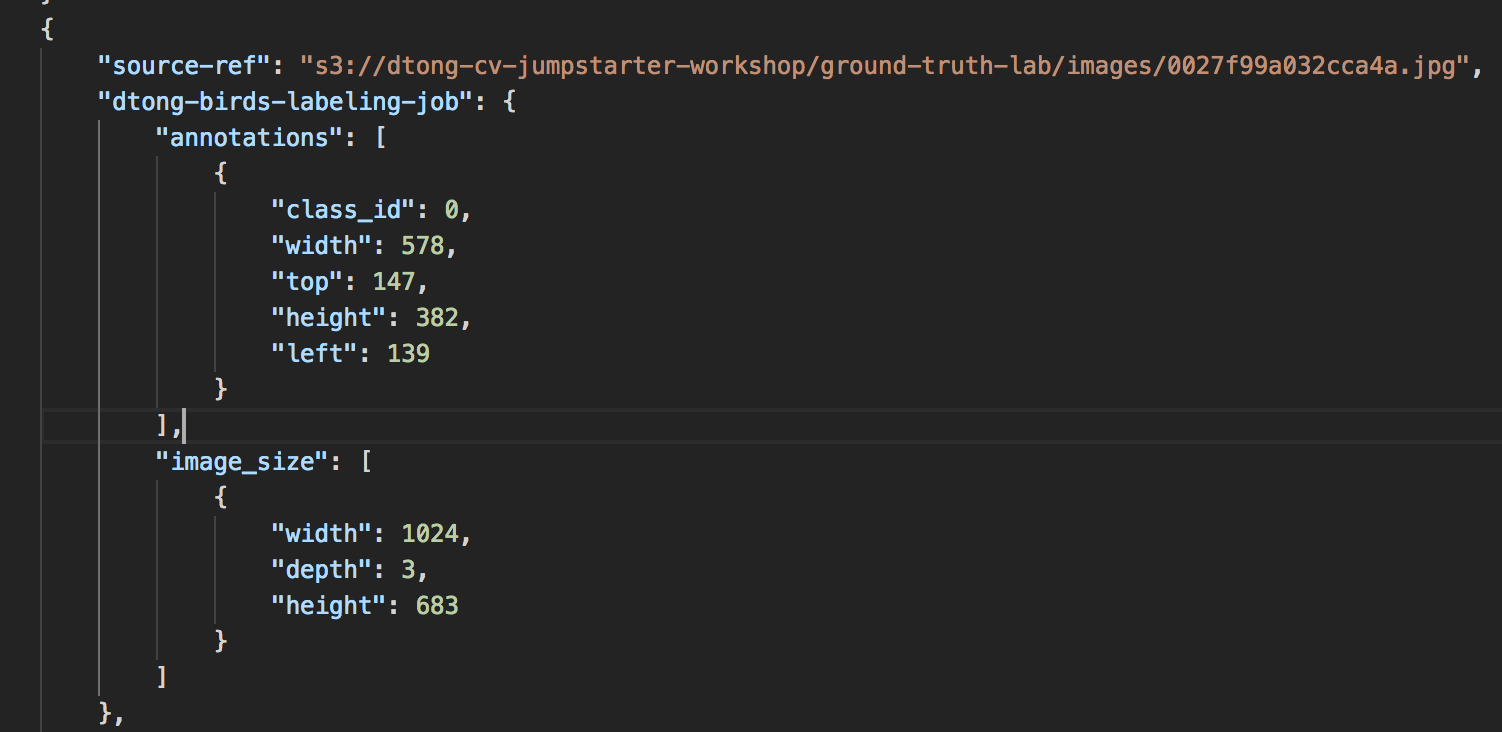 }
{
    "source-ref": "s3://dtong-cv-jumpstarter-workshop/ground-truth-lab/images/0027f99a032cca4a.jpg",
    "dtong-birds-labeling-job": {
        "annotations": [
            {
                "class_id": 0,
                "width": 578,
                "top": 147,
                "height": 382,
                "left": 139
            }
        ],
        "image_size": [
            {
                "width": 1024,
                "depth": 3,
                "height": 683
            }
        ]
    },